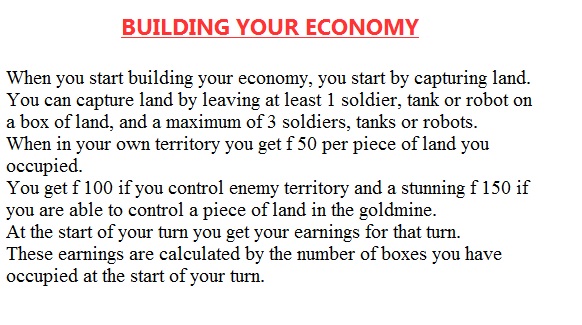 BUILDING YOUR ECONOMY
When you start building your economy, you start by capturing land.
You can capture land by leaving at least 1 soldier, tank or robot on
a box of land, and a maximum of 3 soldiers, tanks or robots.
When in your own territory you get f 50 per piece of land you
occupied.
You get f 100 if you control enemy territory and a stunning f 150 if
you are able to control a piece of land in the goldmine.
At the start of your turn you get your earnings for that turn.
These earnings are calculated by the number of boxes you have
occupied at the start of your turn.